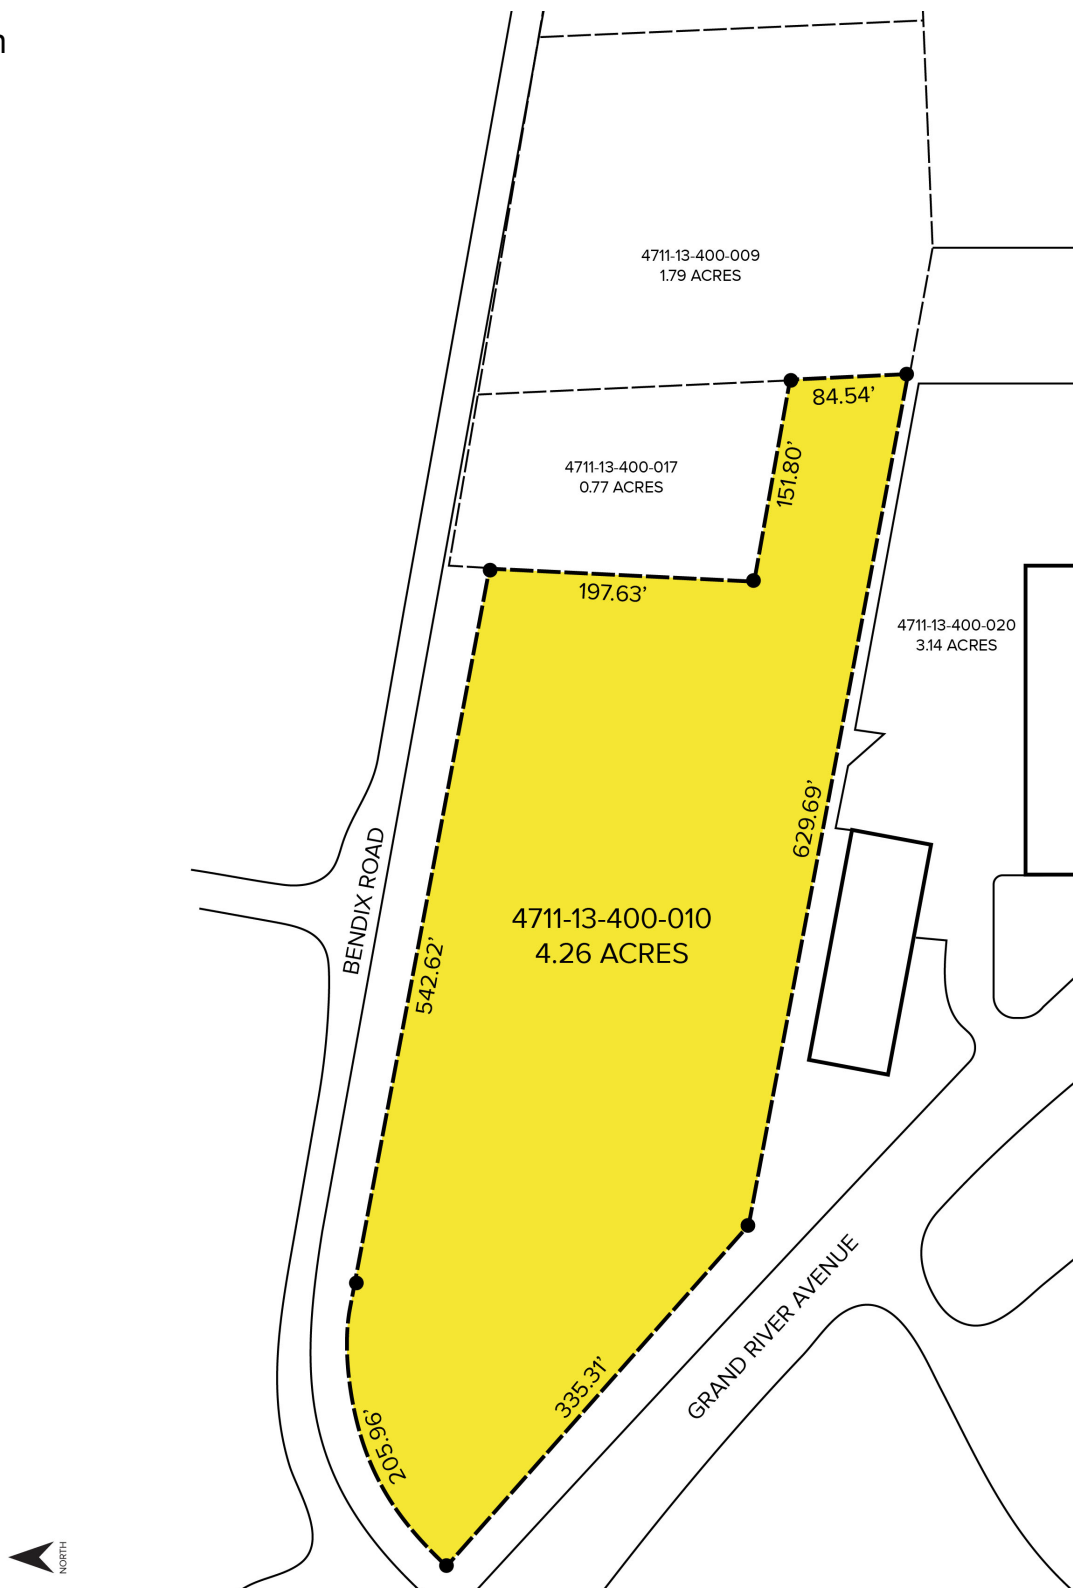 n
4711-13-400-009
1.79 ACRES
84.54’
151.80’
4711-13-400-017
0.77 ACRES
197.63’
4711-13-400-020
3.14 ACRES
629.69’
BENDIX ROAD
542.62’
4711-13-400-010
4.26 ACRES
GRAND RIVER AVENUE
335.31’
205.96’
NORTH